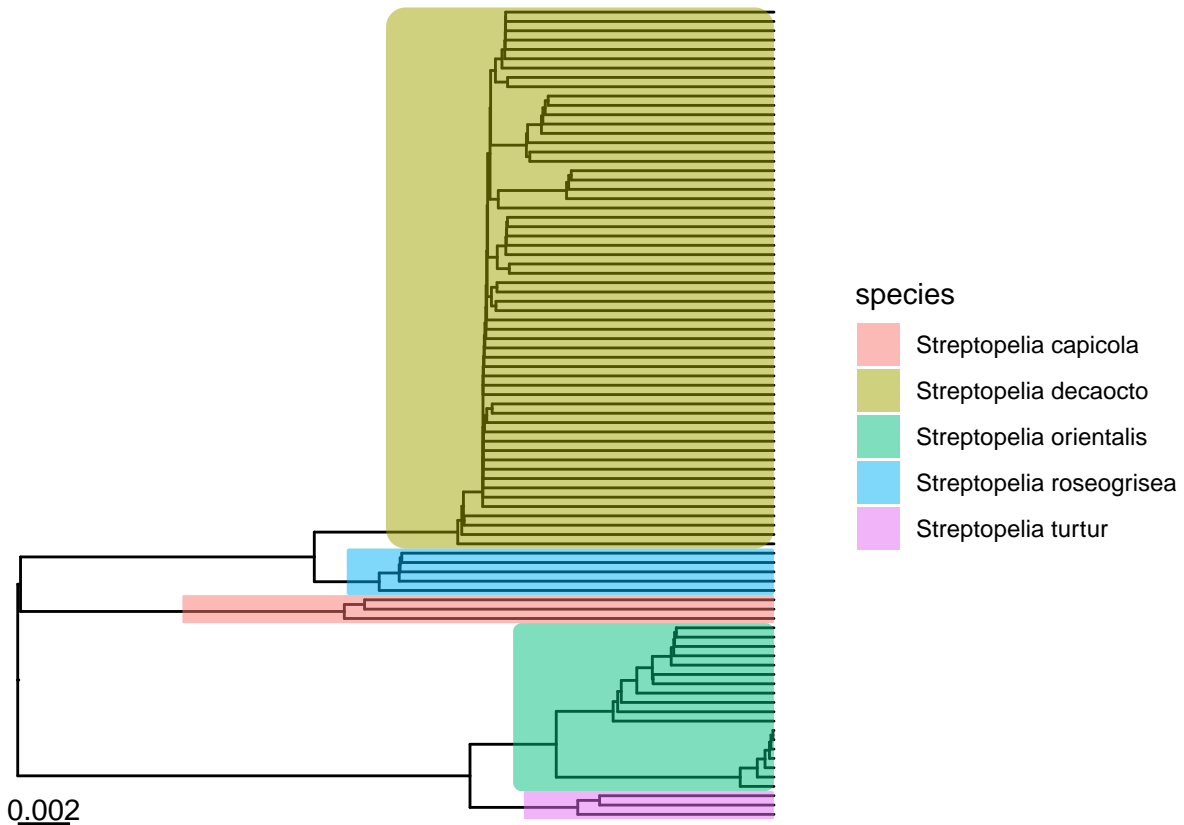 species
Streptopelia capicola
Streptopelia decaocto
Streptopelia orientalis
Streptopelia roseogrisea
Streptopelia turtur
0.002